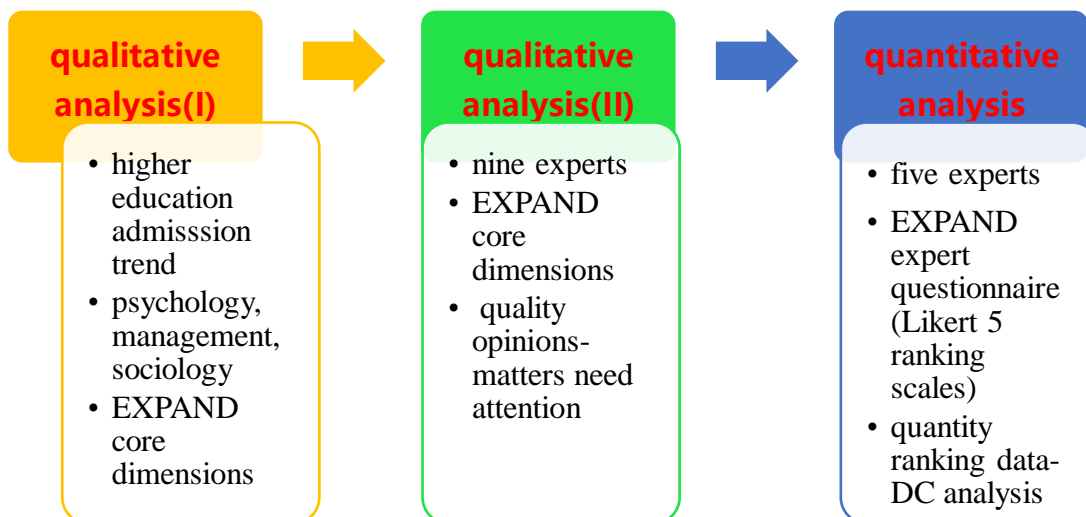 qualitative
analysis(I)
• higher
education
admisssion
trend
• psychology,
management,
sociology
• EXPAND
core
dimensions
qualitative
analysis(II)
• nine experts
• EXPAND
core
dimensions
• quality
opinions-
matters need
attention
quantitative
analysis
• five experts
• EXPAND
expert
questionnaire
(Likert 5
ranking
scales)
• quantity
ranking data-
DC analysis